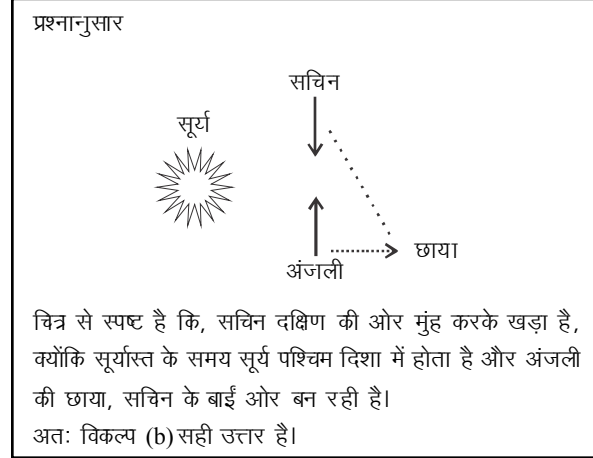 प्रश्नानुसार
सचिन
सूर्य
छाया
अंजली
चित्र से स्पष्ट है कि, सचिन दक्षिण की ओर मुंह करके खड़ा है,
क्योंकि सूर्यास्त के समय सूर्य पश्चिम दिशा में होता है और अंजली
की छाया, सचिन के बाईं ओर बन रही है।
अतः विकल्प (b) सही उत्तर है।